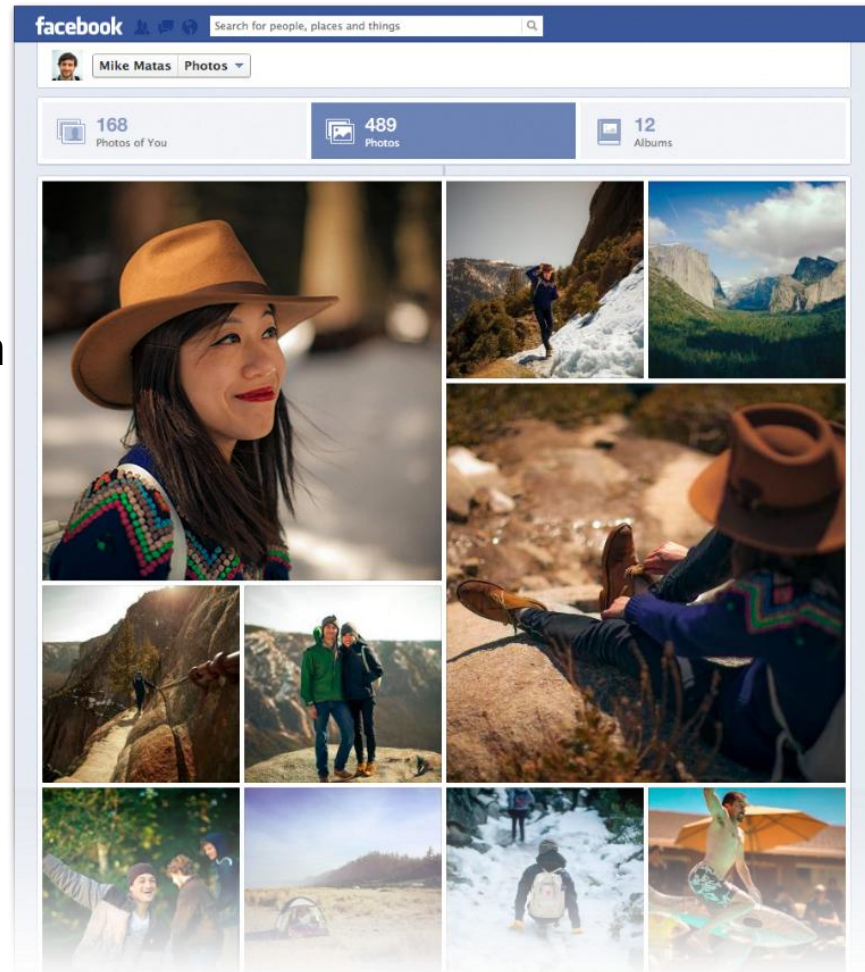 facebook
Search for people, places and things
Mike Matas Photos
168
Photos of You
489
Photos
12
Albums